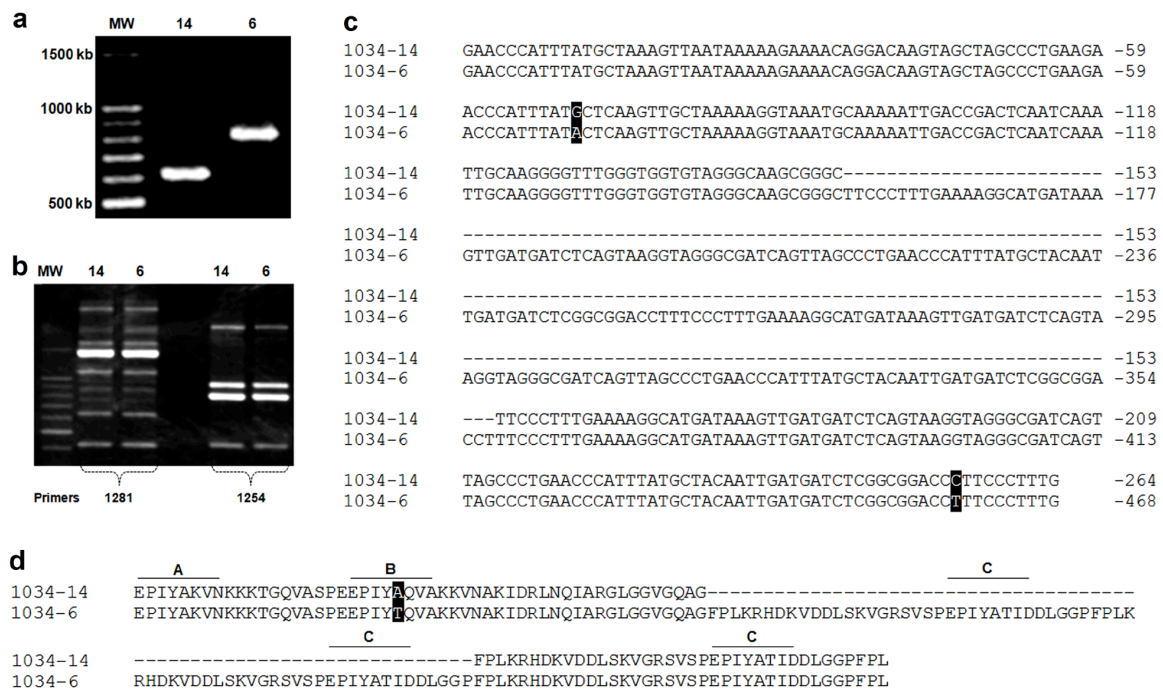 a
MW 14 6
1500 kb
1000 kb
500 kb
b
MW 14 6 14 6
Primers 1281 1254
c
1034-14 GAACCCATTTATGCTAAAGTTAATAAAAAGAAAACAGGACAAGTAGCTAGCCCTGAAGA -59
1034-6 GAACCCATTTATGCTAAAGTTAATAAAAAGAAAACAGGACAAGTAGCTAGCCCTGAAGA -59
1034-14 ACCCATTTATGCTCAAGTTGCTAAAAAGGTAAATGCAAAAATTGACCGACTCAATCAAA -118
1034-6 ACCCATTTATACTCAAGTTGCTAAAAAGGTAAATGCAAAAATTGACCGACTCAATCAAA -118
1034-14 TTGCAAGGGGTTTGGGTGGTGTAGGGCAAGCGGGC------------------------ -153
1034-6 TTGCAAGGGGTTTGGGTGGTGTAGGGCAAGCGGGCTTCCCTTTGAAAAGGCATGATAAA -177
1034-14 ----------------------------------------------------------- -153
1034-6 GTTGATGATCTCAGTAAGGTAGGGCGATCAGTTAGCCCTGAACCCATTTATGCTACAAT -236
1034-14 ----------------------------------------------------------- -153
1034-6 TGATGATCTCGGCGGACCTTTCCCTTTGAAAAGGCATGATAAAGTTGATGATCTCAGTA -295
1034-14 ----------------------------------------------------------- -153
1034-6 AGGTAGGGCGATCAGTTAGCCCTGAACCCATTTATGCTACAATTGATGATCTCGGCGGA -354
1034-14 ---TTCCCTTTGAAAAGGCATGATAAAGTTGATGATCTCAGTAAGGTAGGGCGATCAGT -209
1034-6 CCTTTCCCTTTGAAAAGGCATGATAAAGTTGATGATCTCAGTAAGGTAGGGCGATCAGT -413
1034-14 TAGCCCTGAACCCATTTATGCTACAATTGATGATCTCGGCGGACCCTTCCCTTTG -264
1034-6 TAGCCCTGAACCCATTTATGCTACAATTGATGATCTCGGCGGACCTTTCCCTTTG -468
d
A B C
1034-14 EPIYAKVNKKKTGQVASPEEPIYAQVAKKVNAKIDRLNQIARGLGGVGQAG----------------------------------------
1034-6 EPIYAKVNKKKTGQVASPEEPIYTQVAKKVNAKIDRLNQIARGLGGVGQAGFPLKRHDKVDDLSKVGRSVSPEPIYATIDDLGGPFPLK
C C
1034-14 --------------------------------FPLKRHDKVDDLSKVGRSVSPEPIYATIDDLGGPFPL
1034-6 RHDKVDDLSKVGRSVSPEPIYATIDDLGGPFPLKRHDKVDDLSKVGRSVSPEPIYATIDDLGGPFPL